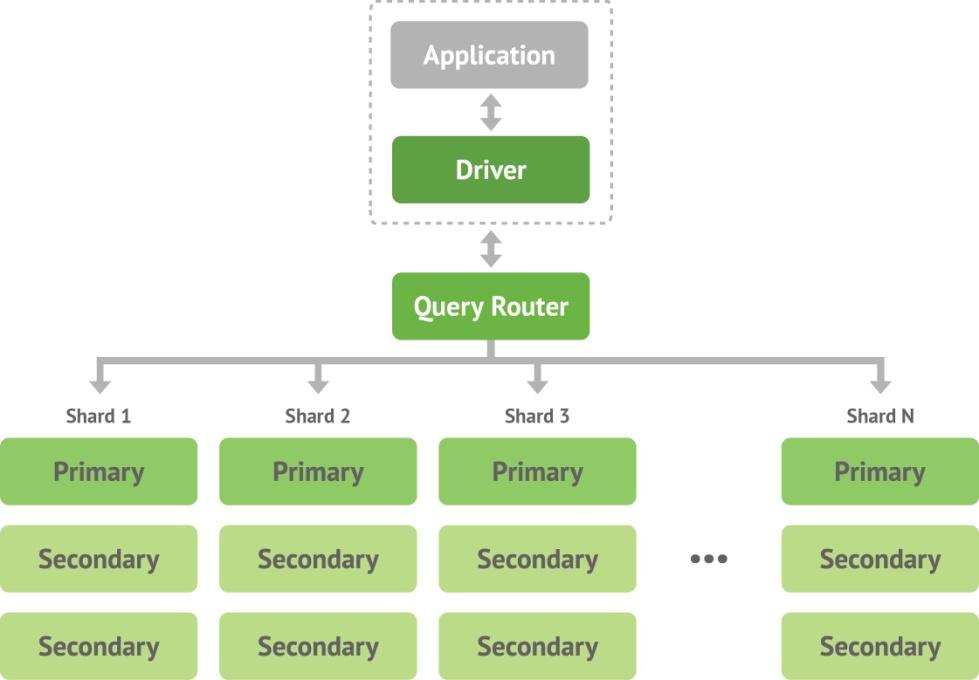 Application
Driver
Query Router
Shard 1 Shard 2 Shard 3 Shard N
Primary Primary Primary Primary
Secondary Secondary Secondary ••• Secondary
Secondary Secondary Secondary Secondary